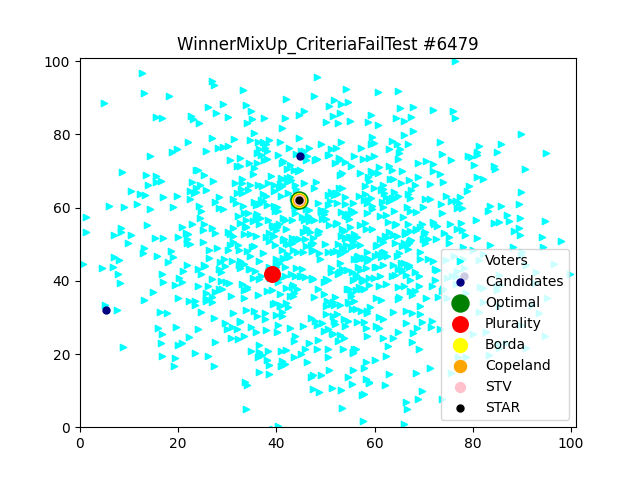 WinnerMixUp_CriteriaFailTest #6479
100
80
60
40
20
0
0
20
40
60
80
100
Voters
Candidates
Optimal
Plurality
Borda
Copeland
STV
STAR